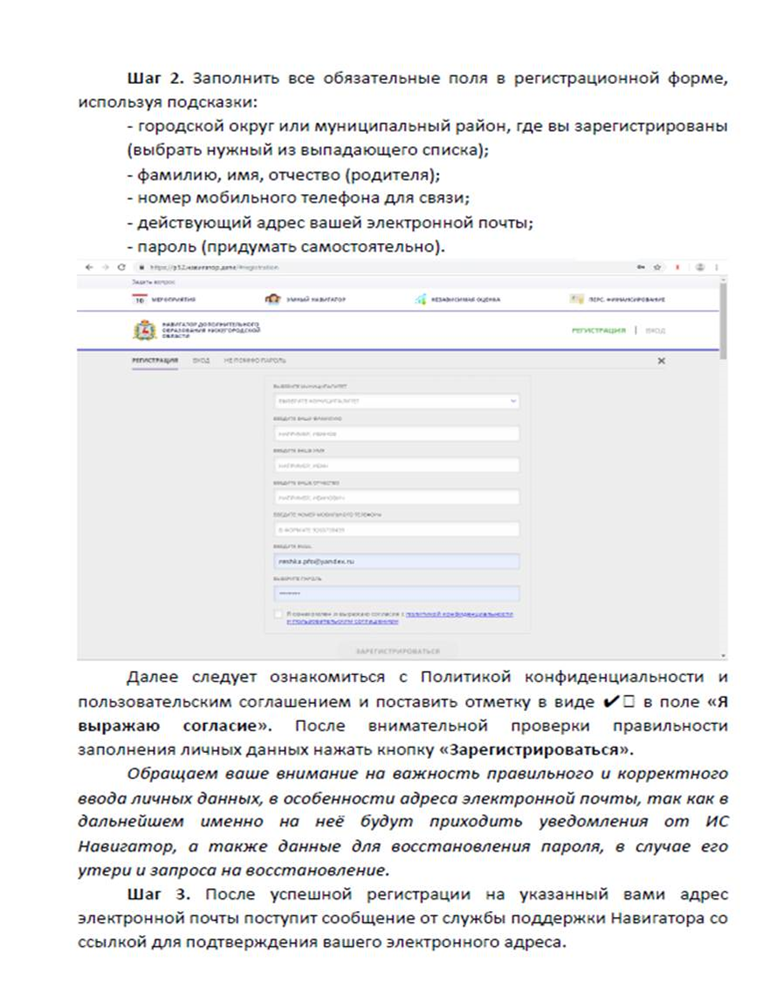 Шаг 2. Заполнить все обязательные поля в регистрационной форме,
используя подсказки:
- городской округ или муниципальный район, где вы зарегистрированы
(выбрать нужный из выпадающего списка);
- фамилию, имя, отчество (родителя);
- номер мобильного телефона для связи;
- действующий адрес вашей электронной почты;
- пароль (придумать самостоятельно).
https://р52.навигатор.дети/#registration
Задать вопрос
16 МЕРОПРИЯТИЯ УМНЫЙ НАВИГАТОР НЕЗАВИСИМАЯ ОЦЕНКА ПЕРС. ФИНАНСИРОВАНИЕ
НАВИГАТОР ДОПОЛНИТЕЛЬНОГО
ОБРАЗОВАНИЯ НИЖЕГОРОДСКОЙ
ОБЛАСТИ
РЕГИСТРАЦИЯ | ВХОД
РЕГИСТРАЦИЯ ВХОД НЕ ПОМНЮ ПАРОЛЬ
ВЫБЕРИТЕ МУНИЦИПАЛИТЕТ
ВЫБЕРИТЕ МУНИЦИПАЛИТЕТ
ВВЕДИТЕ ВАШУ ФАМИЛИЮ
НАПРИМЕР, ИВАНОВ
ВВЕДИТЕ ВАШЕ ИМЯ
НАПРИМЕР, ИВАН
ВВЕДИТЕ ВАШЕ ОТЧЕСТВО
НАПРИМЕР, ИВАНОВИЧ
ВВЕДИТЕ НОМЕР МОБИЛЬНОГО ТЕЛЕФОНА
В ФОРМАТЕ
ВВЕДИТЕ EMAIL
reshka.pfo@yandex.ru
ВЫБЕРИТЕ ПАРОЛЬ
Я ознакомлен и выражаю согласие с политикой конфиденциальности
и пользовательским соглашением
ЗАРЕГИСТРИРОВАТЬСЯ
Далее следует ознакомиться с Политикой конфиденциальности и
пользовательским соглашением и поставить отметку в виде ✔□ в поле «Я
выражаю согласие». После внимательной проверки правильности
заполнения личных данных нажать кнопку «Зарегистрироваться».
Обращаем ваше внимание на важность правильного и корректного
ввода личных данных, в особенности адреса электронной почты, так как в
дальнейшем именно на неё будут приходить уведомления от ИС
Навигатор, а также данные для восстановления пароля, в случае его
утери и запроса на восстановление.
Шаг 3. После успешной регистрации на указанный вами адрес
электронной почты поступит сообщение от службы поддержки Навигатора со
ссылкой для подтверждения вашего электронного адреса.